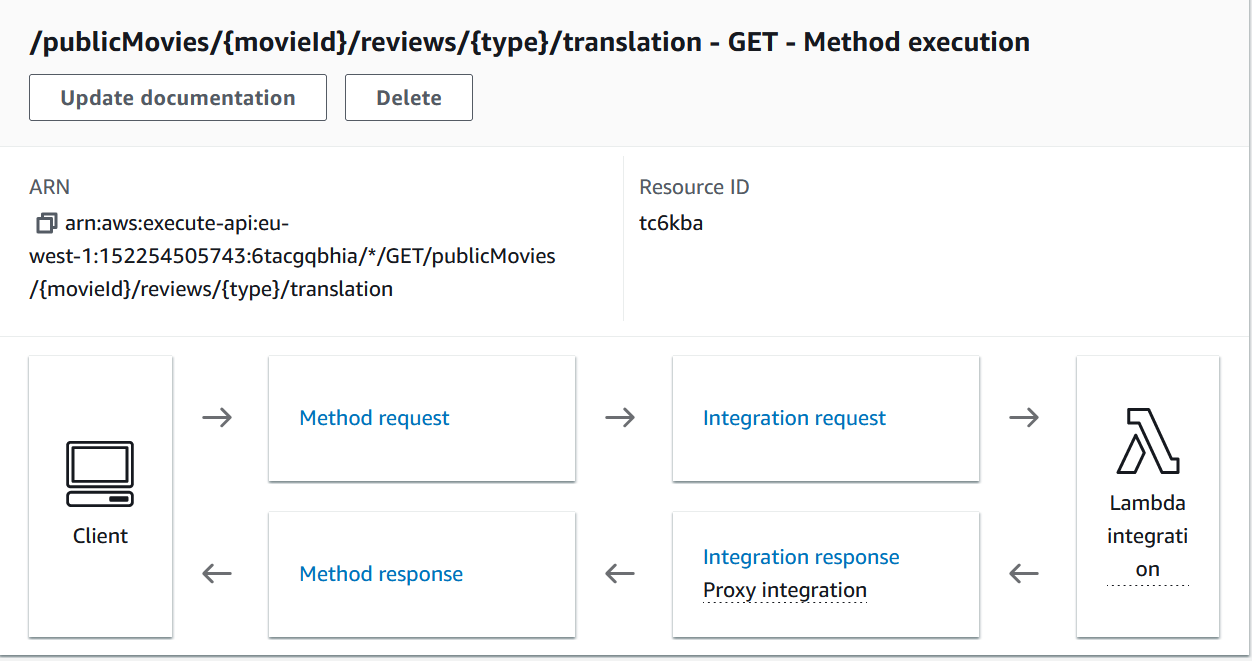 /publicMovies/{movieId}/reviews/{type}/translation - GET - Method execution
Update documentation
Delete
ARN
arn:aws:execute-api:eu-
west-1:152254505743:6tacgqbhia/*/GET/publicMovies
/{movieId}/reviews/{type}/translation
Resource ID
tc6kba
Client
Method request
Integration request
Method response
Integration response
Proxy integration
Lambda
integrati
on